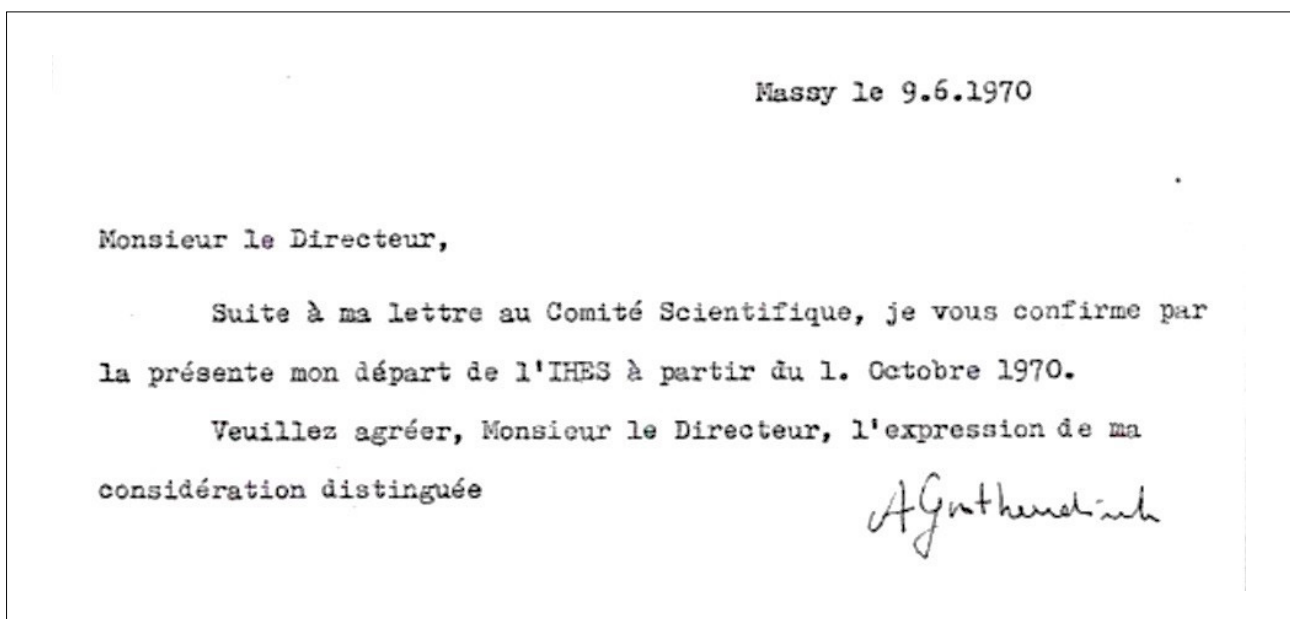 Massy le 9.6.1970
Monsieur le Directeur,
Suite à ma lettre au Comité Scientifique, je vous confirme par
la présente mon départ de l'IHES à partir du 1. Octobre 1970.
Veuillez agréer, Monsieur le Directeur, l'expression de ma
considération distinguée
AGrothendieck